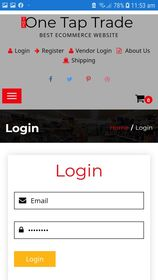 78% 11:53 am
One Tap Trade
BEST ECOMMERCE WEBSITE
Login Register Vendor Login About Us
Shipping
0
Login
Home / Login
Login
Email
Login